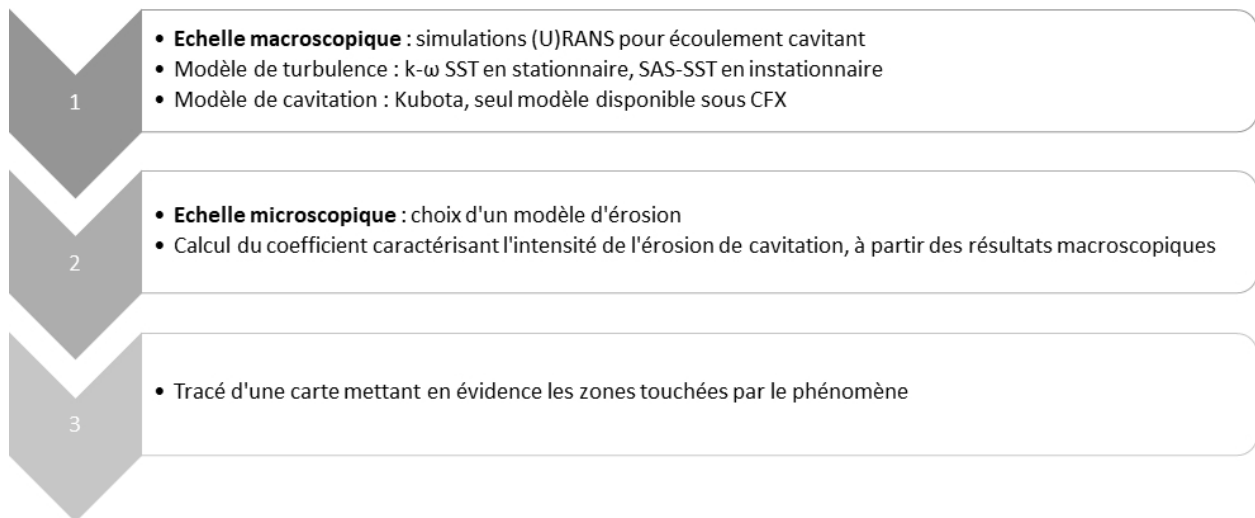 1
• Echelle macroscopique : simulations (U)RANS pour écoulement cavitant
• Modèle de turbulence : k-ω SST en stationnaire, SAS-SST en instationnaire
• Modèle de cavitation : Kubota, seul modèle disponible sous CFX
2
• Echelle microscopique : choix d'un modèle d'érosion
• Calcul du coefficient caractérisant l'intensité de l'érosion de cavitation, à partir des résultats macroscopiques
3
• Tracé d'une carte mettant en évidence les zones touchées par le phénomène